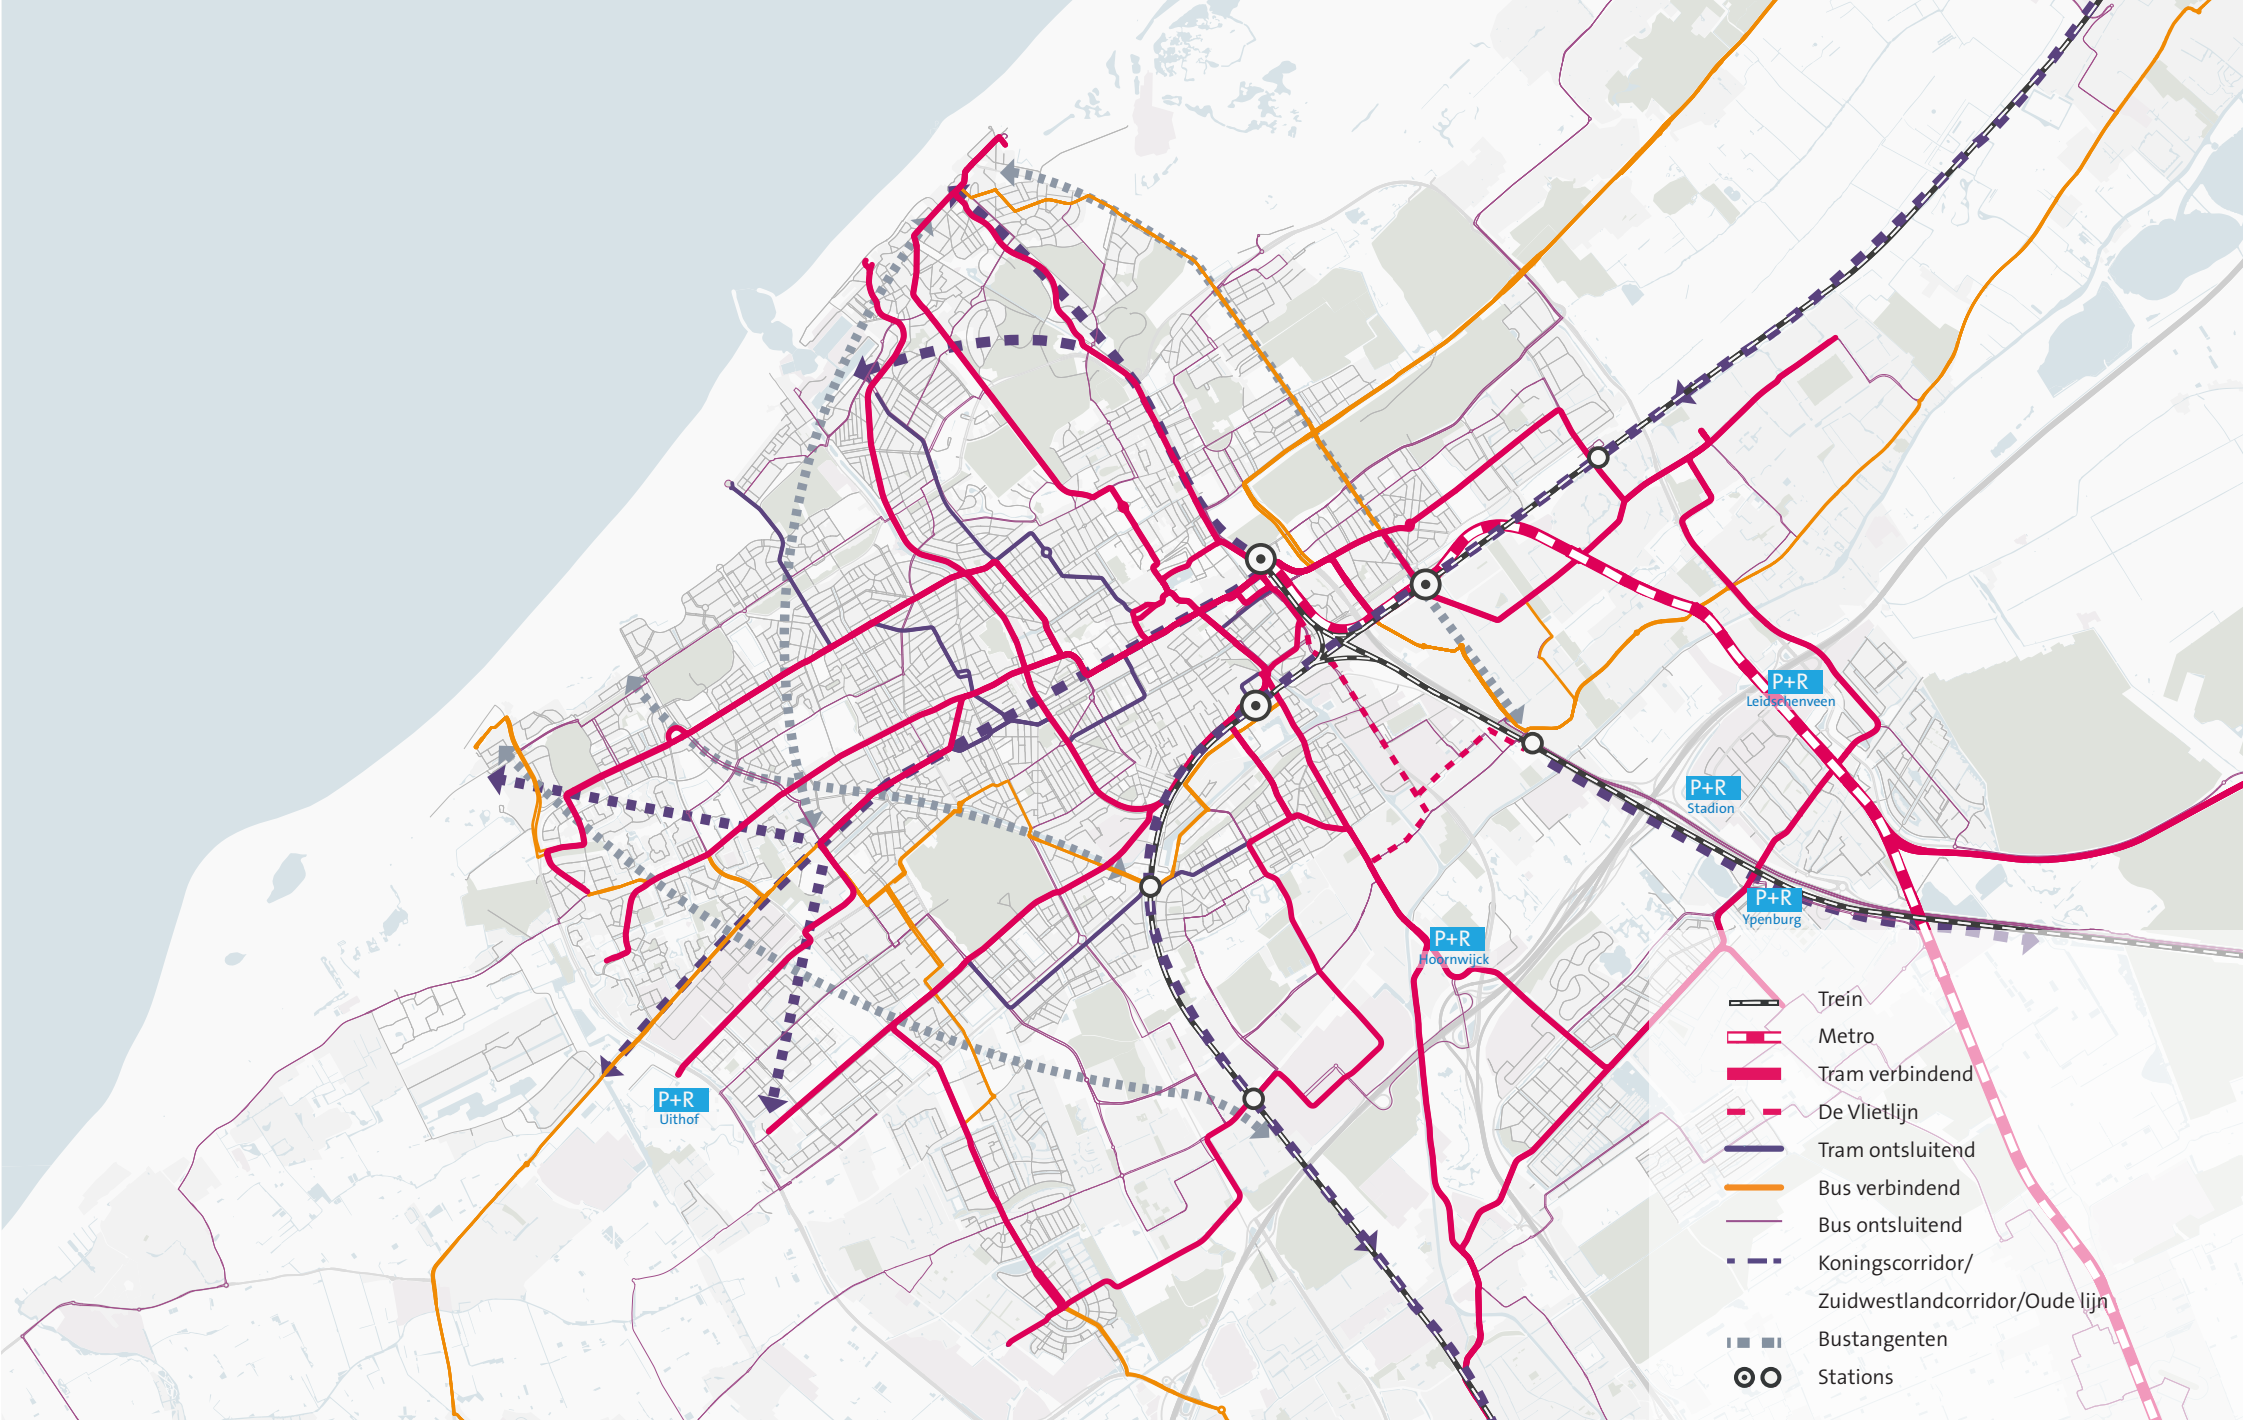 P+R
Leidschenveen
P+R
Stadion
P+R
Ypenburg
P+R
Hoornwijck
P+R
Uithof
Trein
Metro
Tram verbindend
De Vlietlijn
Tram ontsluitend
Bus verbindend
Bus ontsluitend
Koningscorridor/
Zuidwestlandcorridor/Oude lijn
Bustangenten
Stations